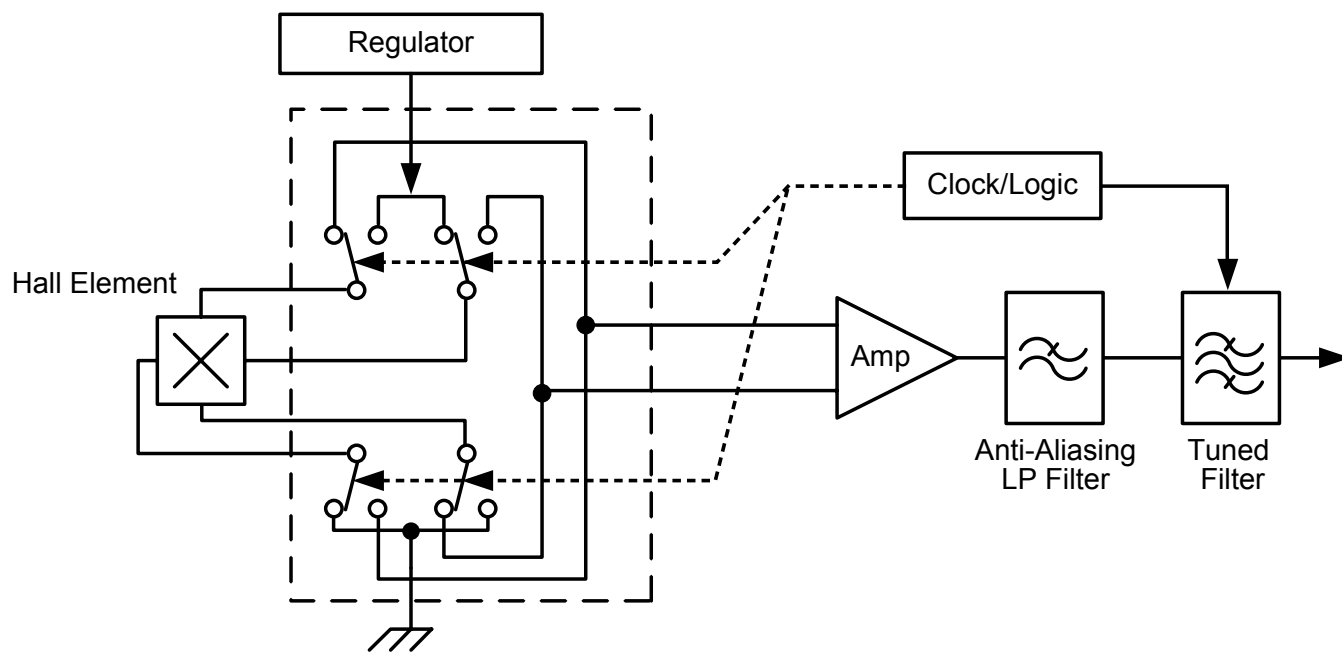 Regulator
Clock/Logic
Hall Element
Amp
Anti-Aliasing
LP Filter
Tuned
Filter